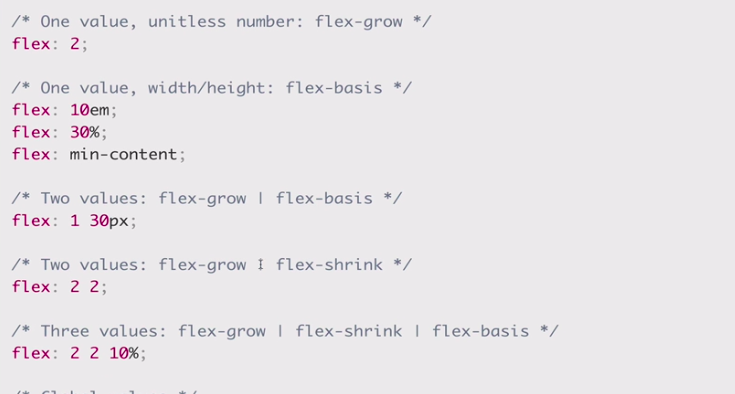 /* One value, unitless number: flex-grow */
flex: 2;
/* One value, width/height: flex-basis */
flex: 10em;
flex: 30%;
flex: min-content;
/* Two values: flex-grow | flex-basis */
flex: 1 30px;
/* Two values: flex-grow | flex-shrink */
flex: 2 2;
/* Three values: flex-grow | flex-shrink | flex-basis */
flex: 2 2 10%;